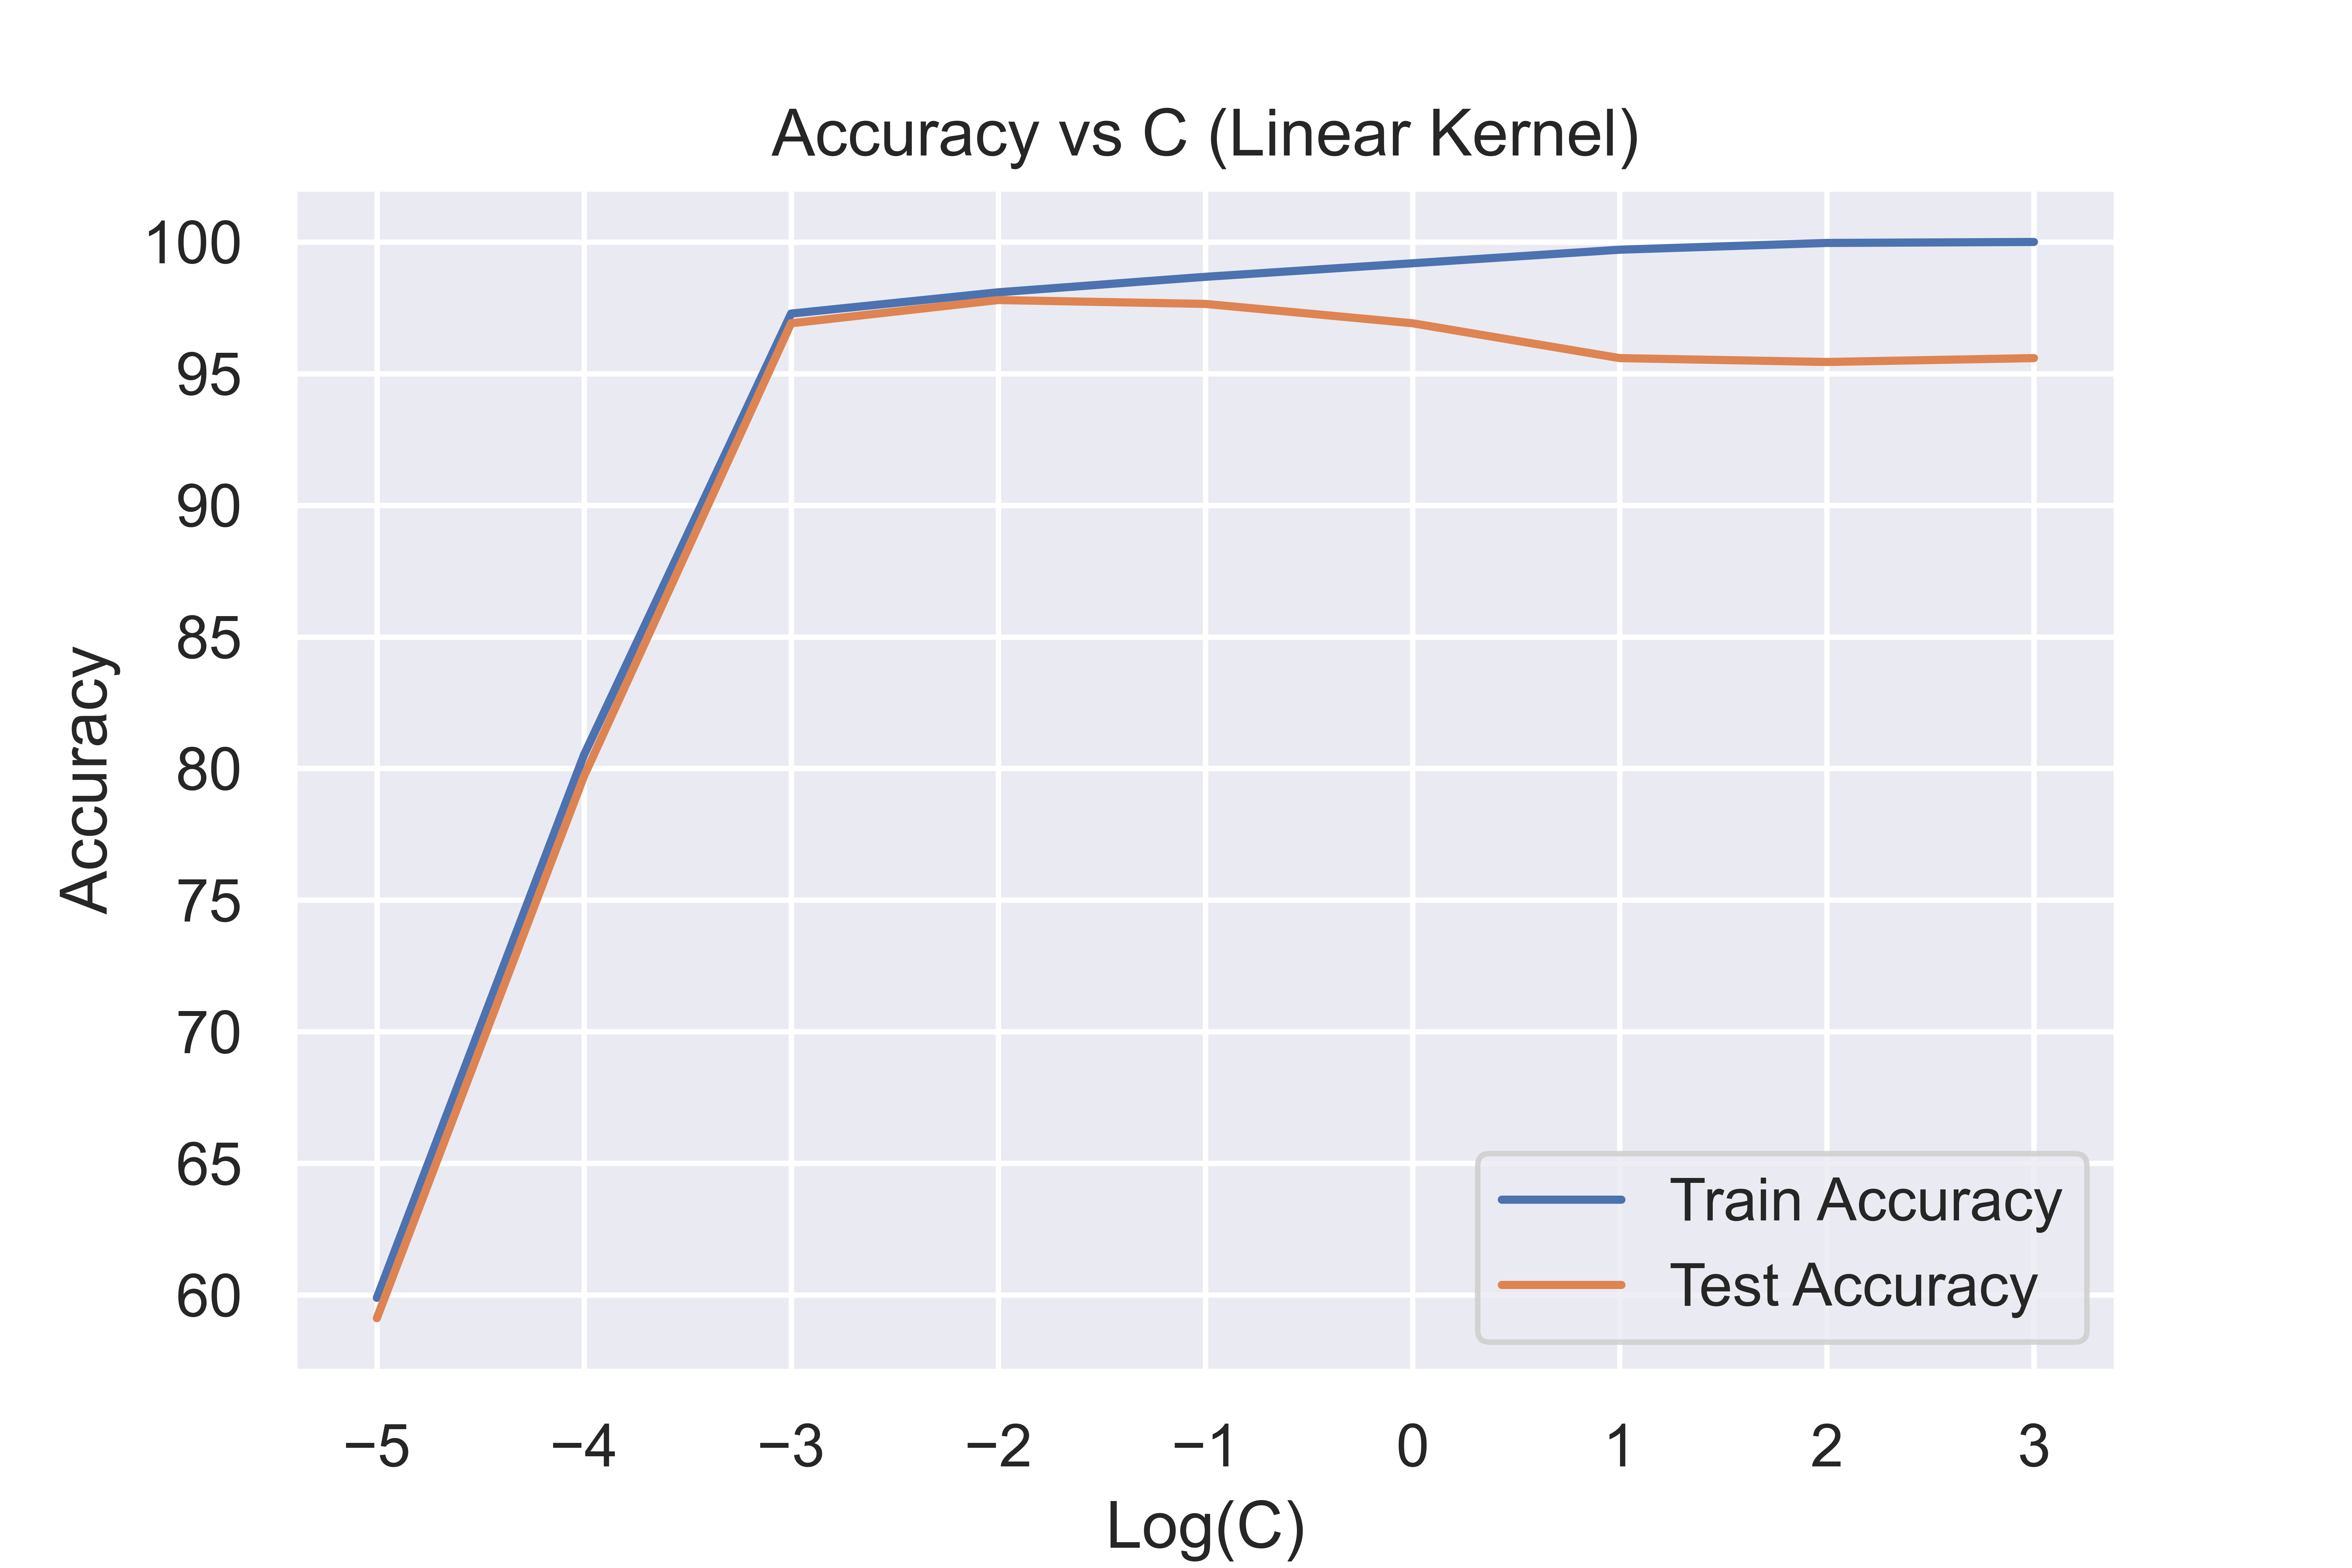 Accuracy vs C (Linear Kernel)
100
95
90
85
80
75
70
65
60
Accuracy
Train Accuracy
Test Accuracy
−5 −4 −3 −2 −1 0 1 2 3
Log(C)